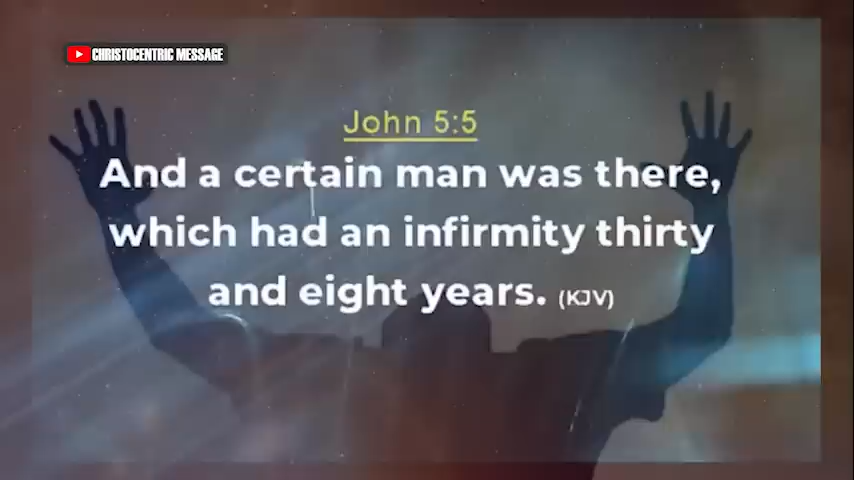 CHRISTOCENTRIC MESSAGE
John 5:5
And a certain man was there,
which had an infirmity thirty
and eight years. (KJV)